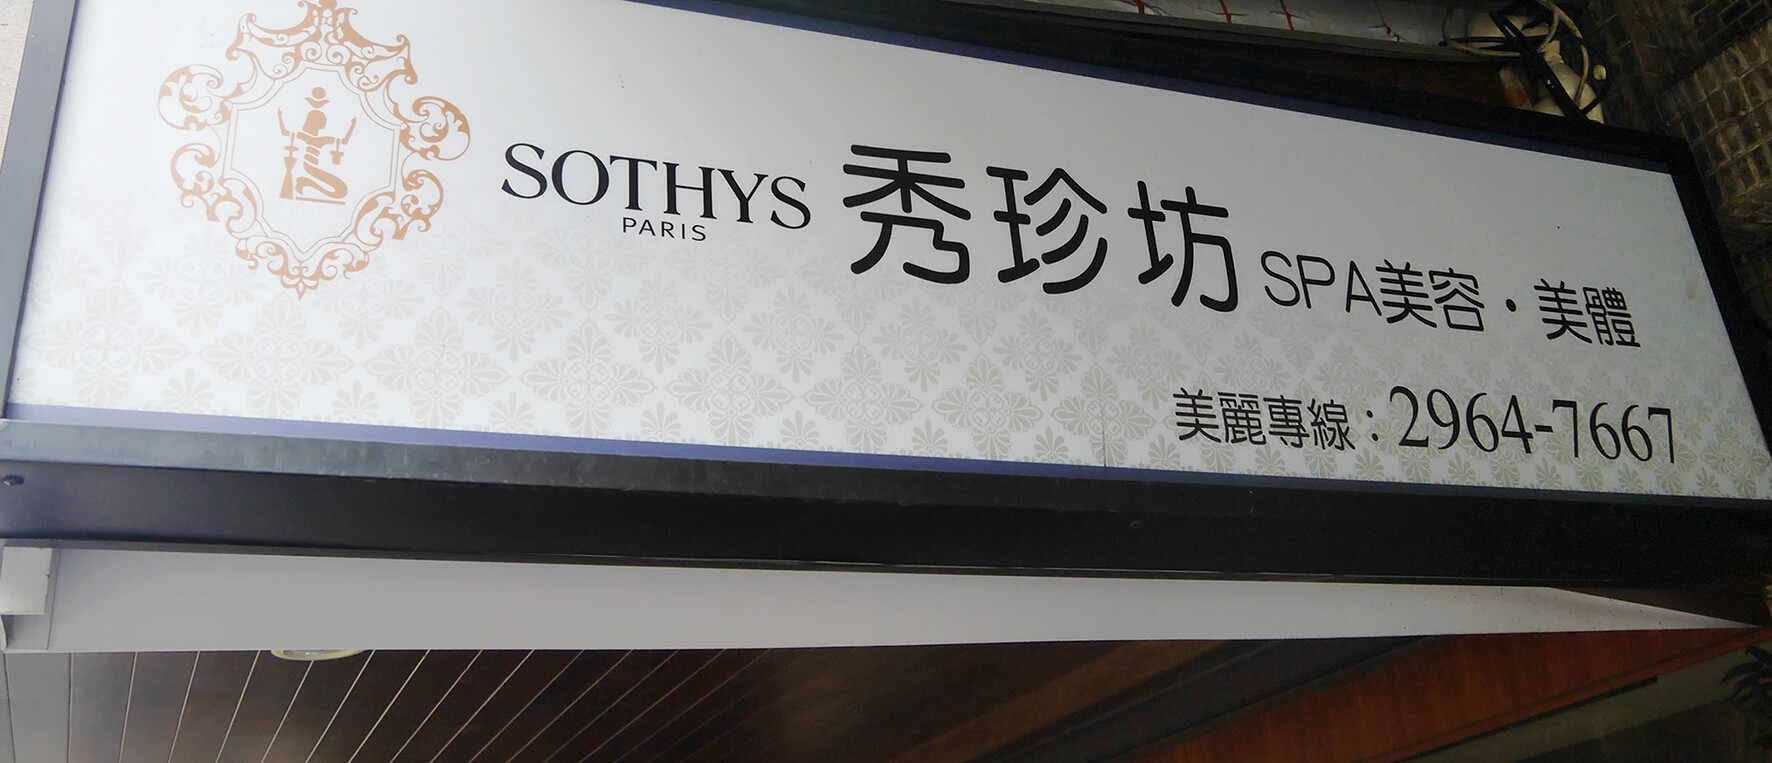 SOTHYS
PARIS
秀珍坊 SPA美容・美體
美麗專線：2964-7667